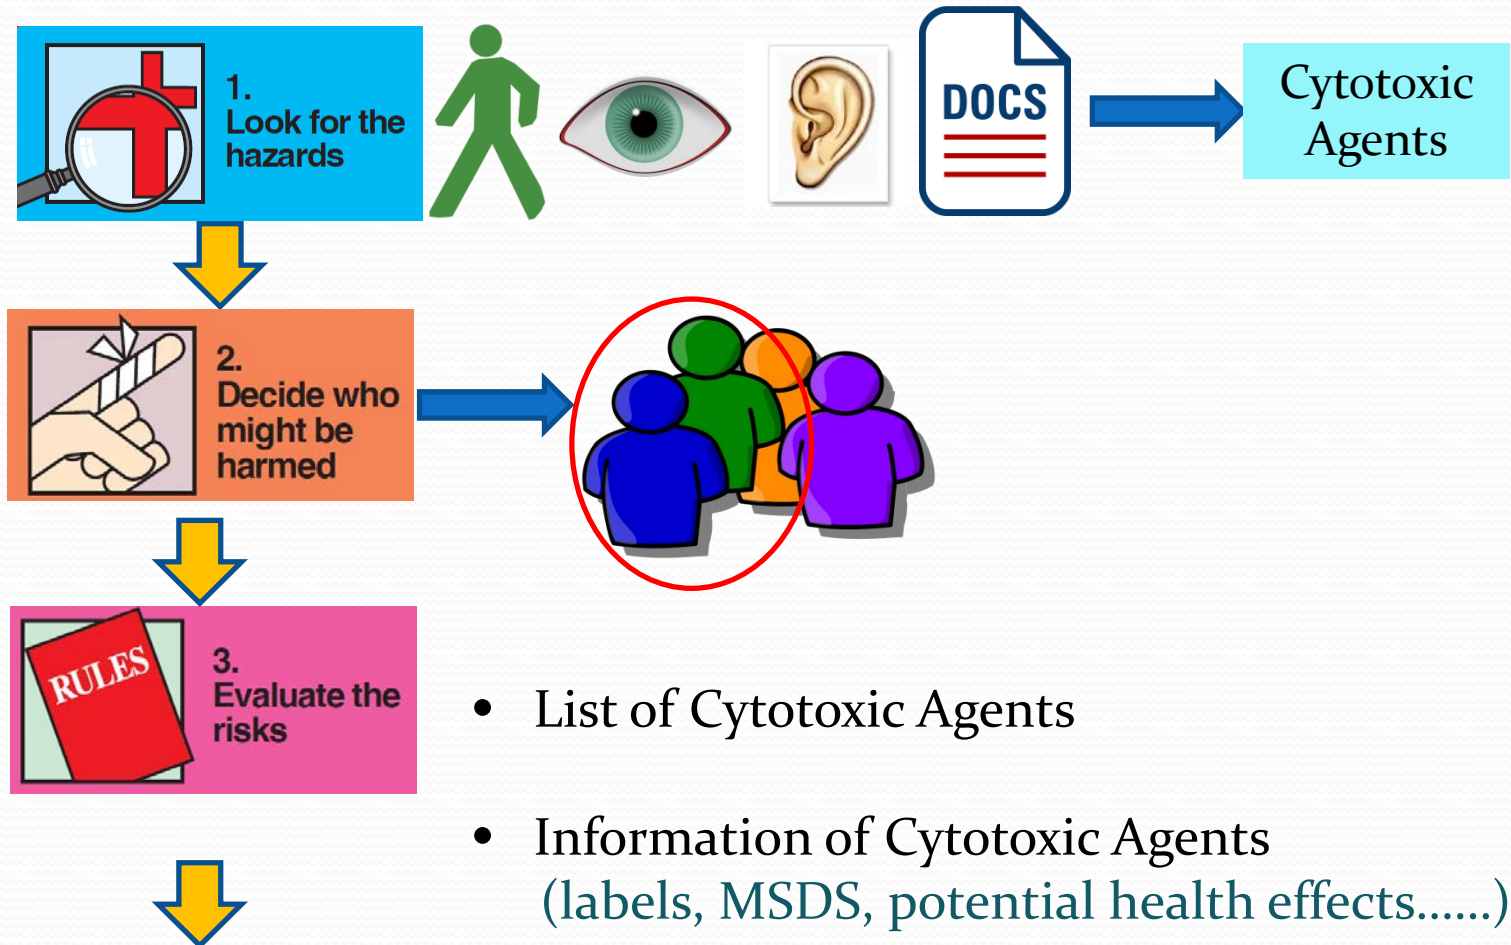 1.
Look for the
hazards
DOCS
Cytotoxic
Agents
2.
Decide who
might be
harmed
RULES
3.
Evaluate the
risks
• List of Cytotoxic Agents
• Information of Cytotoxic Agents
(labels, MSDS, potential health effects......)